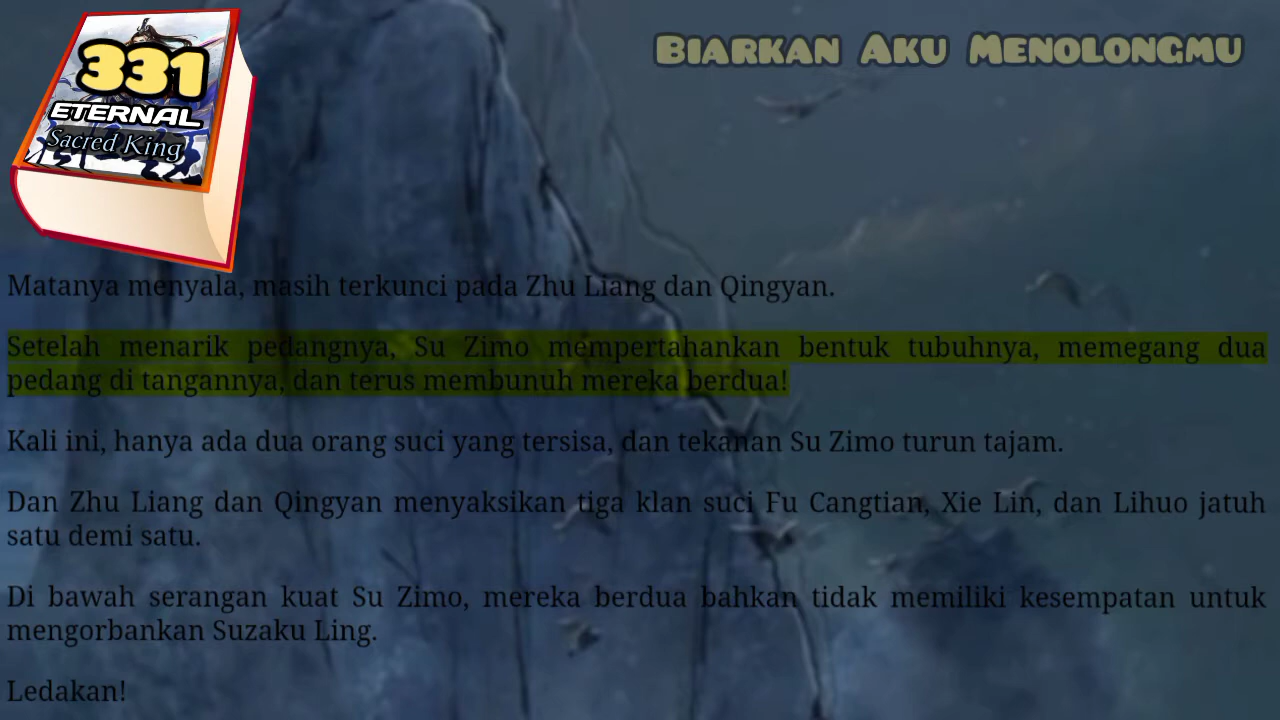 331
ETERNAL
Sacred King
BIARKAN AKU MENOLONGMU
Matanya menyala, masih terkunci pada Zhu Liang dan Qingyan.
Setelah menarik pedangnya, Su Zimo mempertahankan bentuk tubuhnya, memegang dua
pedang di tangannya, dan terus membunuh mereka berdua!
Kali ini, hanya ada dua orang suci yang tersisa, dan tekanan Su Zimo turun tajam.
Dan Zhu Liang dan Qingyan menyaksikan tiga klan suci Fu Cangtian, Xie Lin, dan Lihuo jatuh
satu demi satu.
Di bawah serangan kuat Su Zimo, mereka berdua bahkan tidak memiliki kesempatan untuk
mengorbankan Suzaku Ling.
Ledakan!